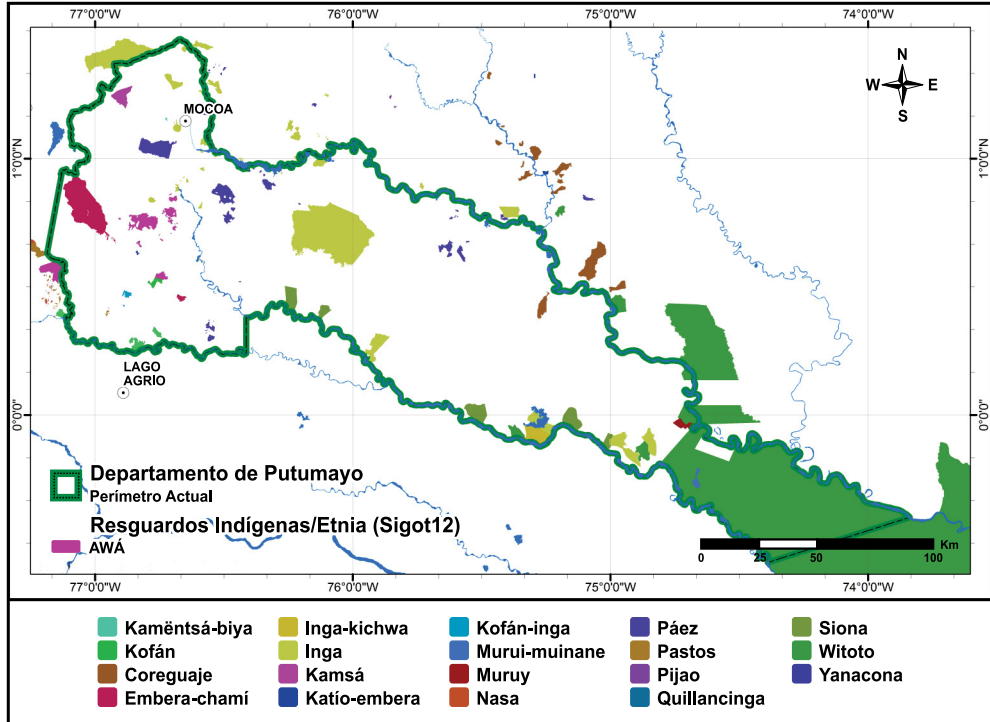 77°0'0"W 76°0'0"W 75°0'0"W 74°0'0"W
N
W E
S
MOCOA
1°0'0"N 1°0'0"N
LAGO
AGRIO
0°0'0" 0°0'0"
Departamento de Putumayo
Perímetro Actual
Resguardos Indígenas/Etnia (Sigot12)
AWÁ
Km
0 25 50 100
77°0'0"W 76°0'0"W 75°0'0"W 74°0'0"W
Kamëntsá-biya Inga-kichwa Kofán-inga Páez Siona
Kofán Inga Murui-muinane Pastos Witoto
Coreguaje Kamsá Muruy Pijao Yanacona
Embera-chamí Katío-embera Nasa Quillancinga